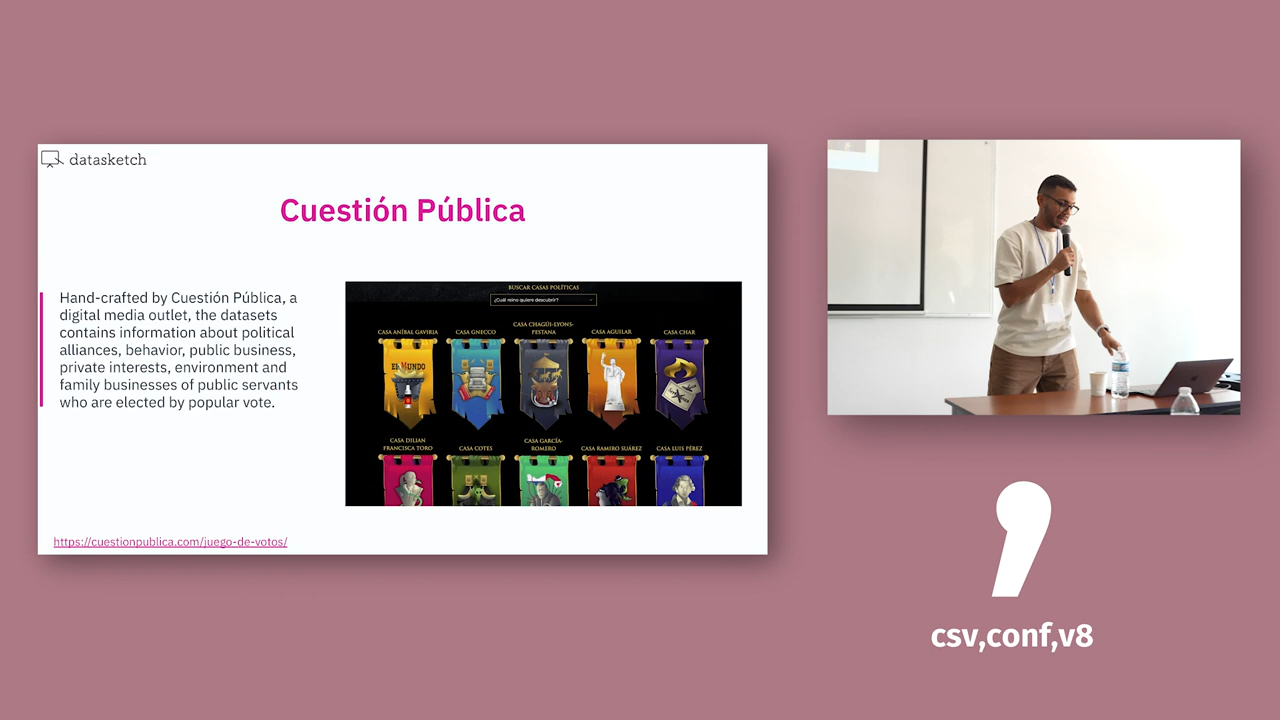 datasketch
Cuestión Pública
Hand-crafted by Cuestión Pública, a
digital media outlet, the datasets
contains information about political
alliances, behavior, public business,
private interests, environment and
family businesses of public servants
who are elected by popular vote.
https://cuestionpublica.com/juego-de-votos/
BUSCAR CASAS POLÍTICAS
¿Cuál reino quiere descubrir?
CASA ANÍBAL GAVIRIA
CASA GNECCO
CASA CHAGÜI-LYONS-
PESTANA
CASA AGUILAR
CASA CHAR
EL MUNDO
CASA DILIAN
FRANCISCA TORO
CASA COTES
CASA GARCÍA-
ROMERO
CASA RAMIRO SUÁREZ
CASA LUIS PÉREZ
csv,conf,v8